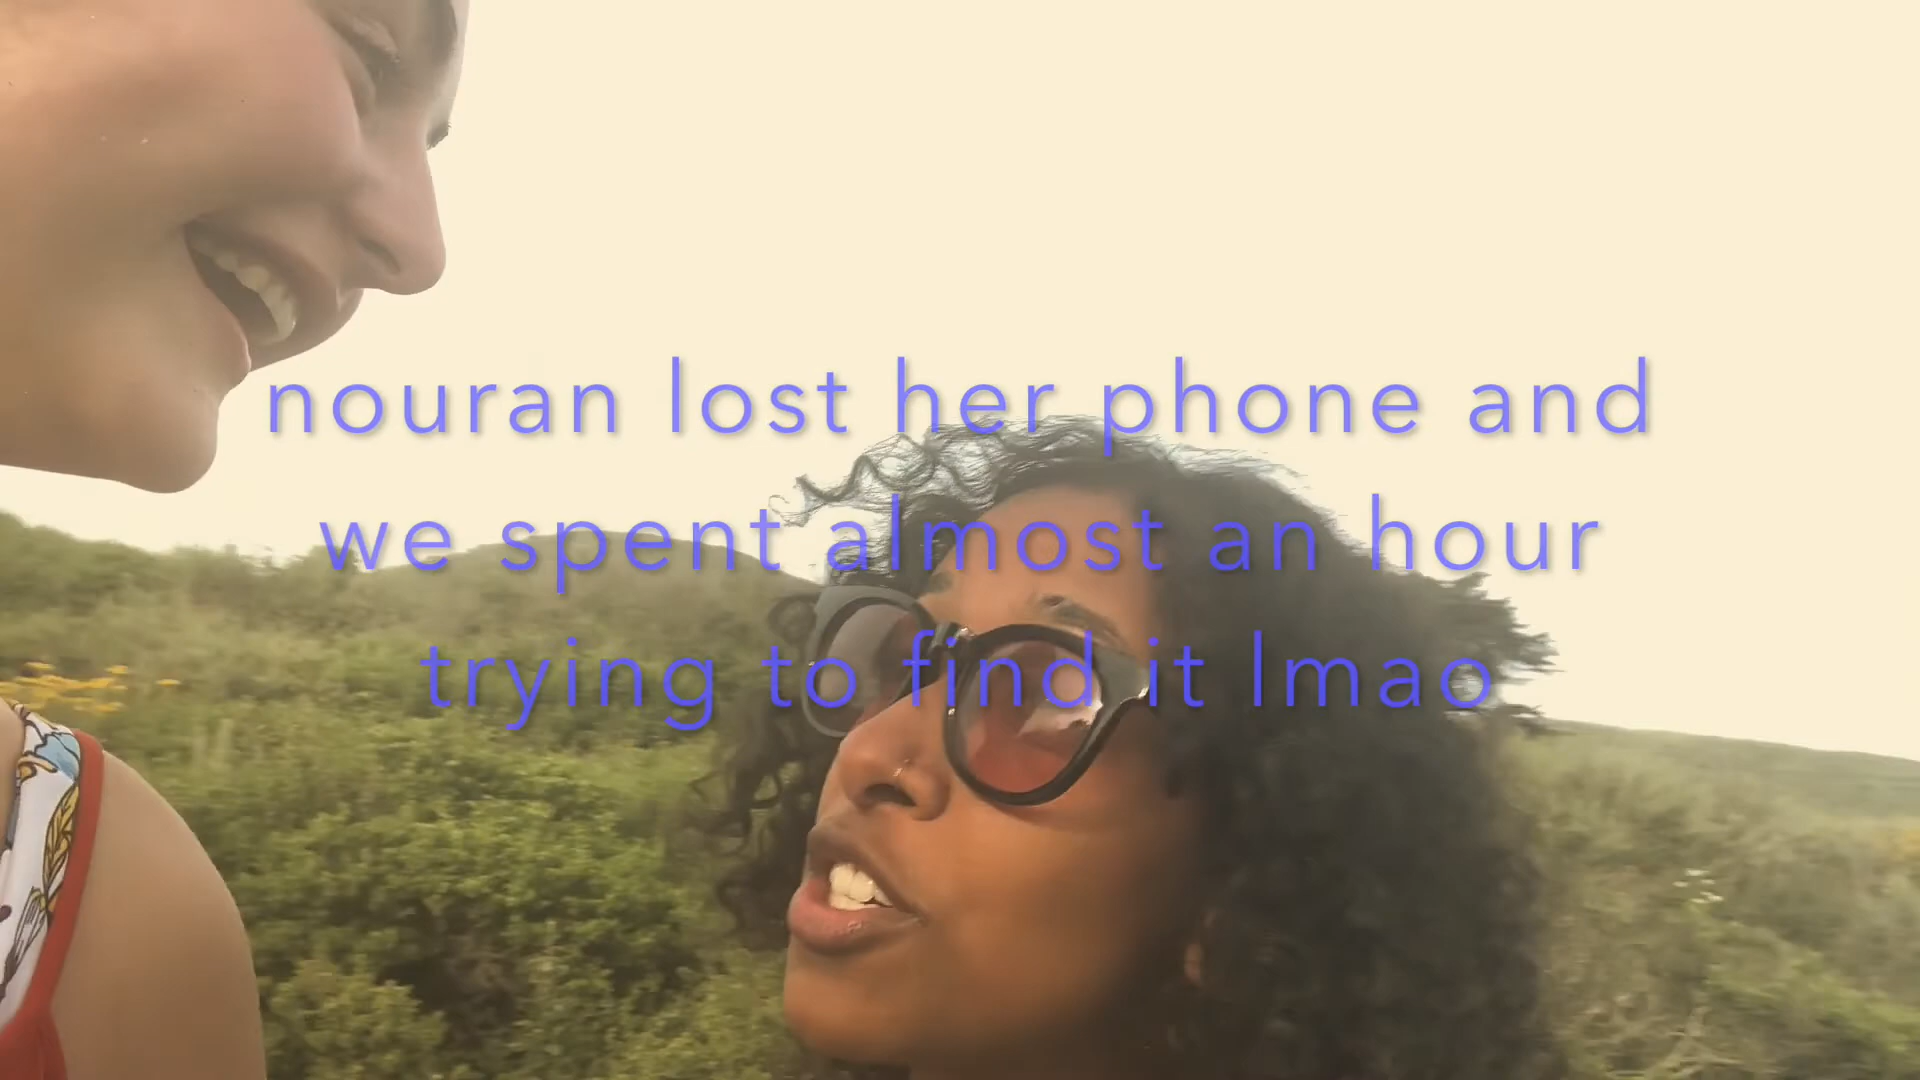 nouran lost her phone and
we spent almost an hour
trying to find it lmao